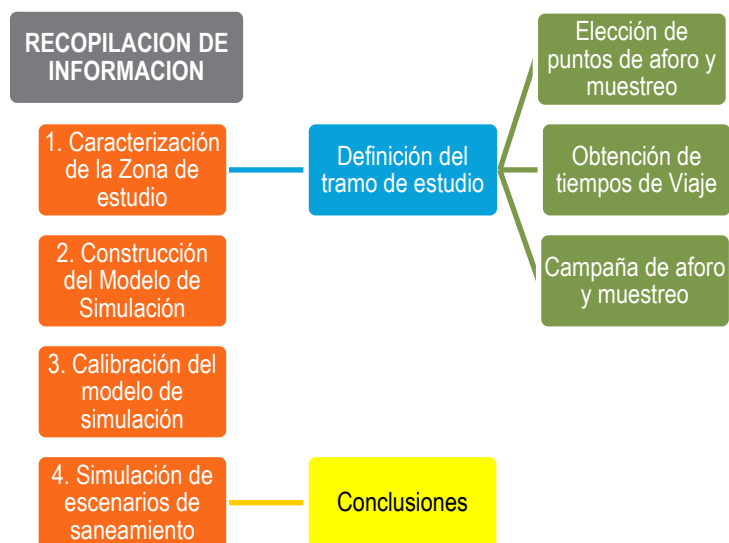 RECOPILACION DE
INFORMACION
1. Caracterización
de la Zona de
estudio
2. Construcción
del Modelo de
Simulación
3. Calibración del
modelo de
simulación
4. Simulación de
escenarios de
saneamiento
Definición del
tramo de estudio
Conclusiones
Elección de
puntos de aforo y
muestreo
Obtención de
tiempos de Viaje
Campaña de aforo
y muestreo